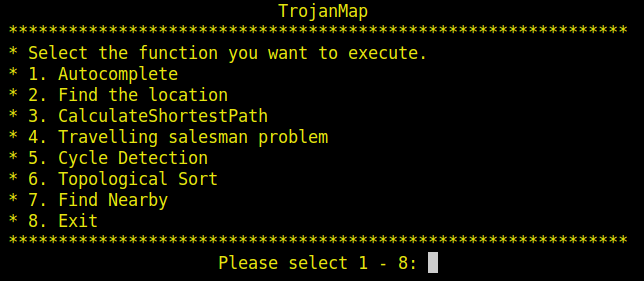 TrojanMap
**************************************************************
* Select the function you want to execute.
* 1. Autocomplete
* 2. Find the location
* 3. CalculateShortestPath
* 4. Travelling salesman problem
* 5. Cycle Detection
* 6. Topological Sort
* 7. Find Nearby
* 8. Exit
**************************************************************
Please select 1 - 8: